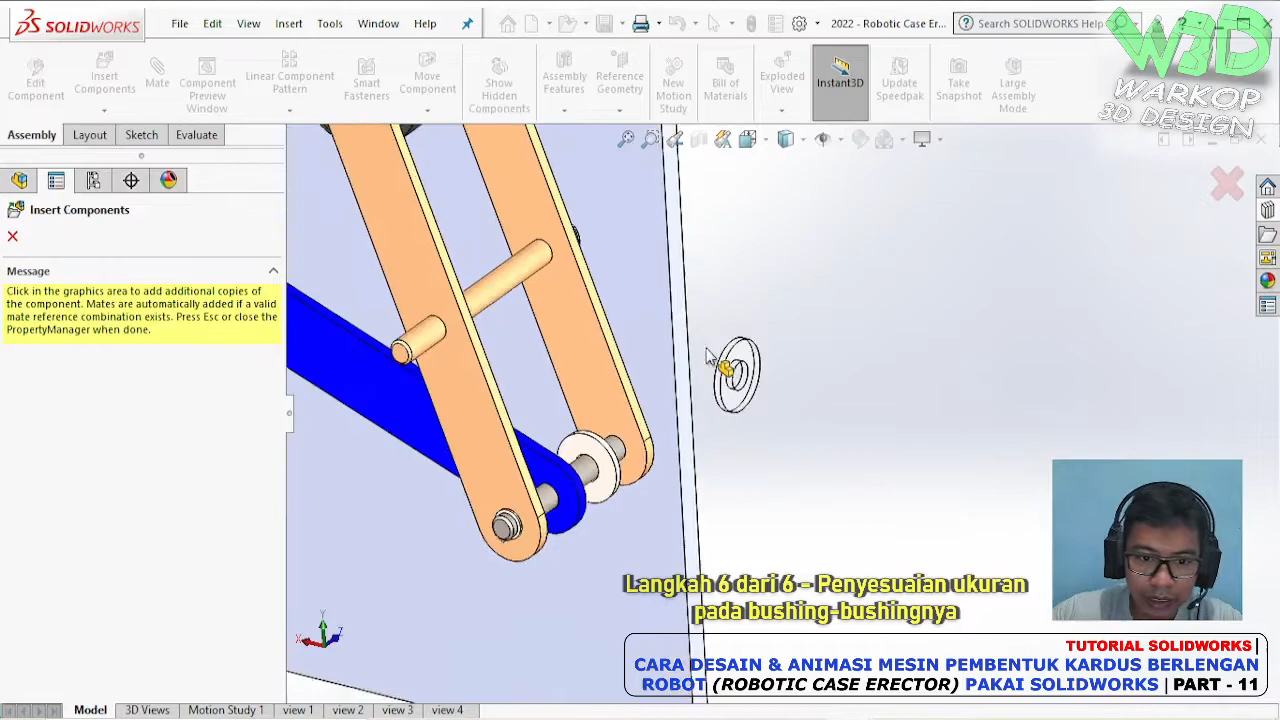 SOLIDWORKS
File
Edit
View
Insert
Tools
Window
Help
2022 - Robotic Case Er...
Search SOLIDWORKS Help
W3D
WARKOP
3D DESIGN
Edit
Component
Insert
Components
Mate
Component
Preview
Window
Linear Component
Pattern
Smart
Fasteners
Move
Component
Show
Hidden
Components
Assembly
Features
Reference
Geometry
New
Motion
Study
Bill of
Materials
Exploded
View
Instant3D
Update
Speedpak
Take
Snapshot
Large
Assembly
Mode
Assembly
Layout
Sketch
Evaluate
Insert Components
Message
Click in the graphics area to add additional copies
of the component. Mates are automatically added if a valid
mate reference combination exists. Press Esc or close the
PropertyManager when done.
Y
X
Z
Langkah 6 dari 6 - Penyesuaian ukuran
pada bushing-bushingnya
TUTORIAL SOLIDWORKS |
CARA DESAIN & ANIMASI MESIN PEMBENTUK KARDUS BERLENGAN
ROBOT (ROBOTIC CASE ERECTOR) PAKAI SOLIDWORKS | PART - 11
Model
3D Views
Motion Study 1
view 1
view 2
view 3
view 4